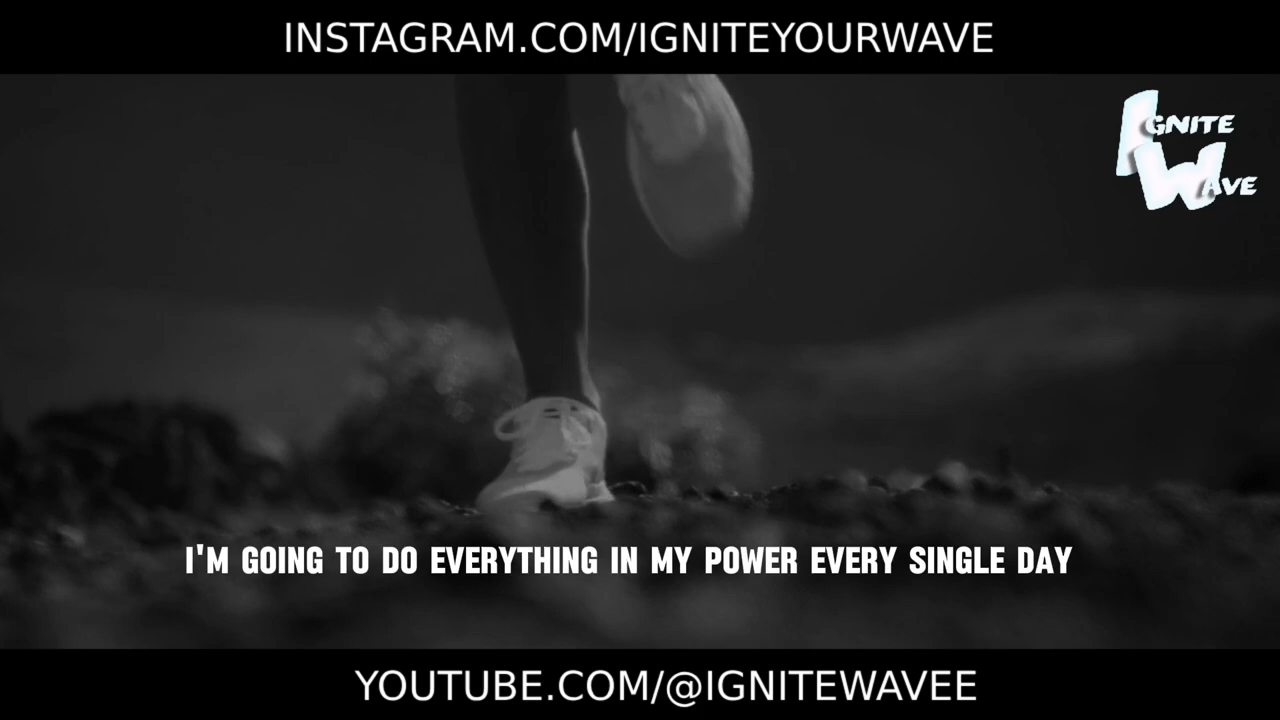 INSTAGRAM.COM/IGNITEYOURWAVE
IGNITE
WAVE
I'M GOING TO DO EVERYTHING IN MY POWER EVERY SINGLE DAY
YOUTUBE.COM/@IGNITEWAVEE